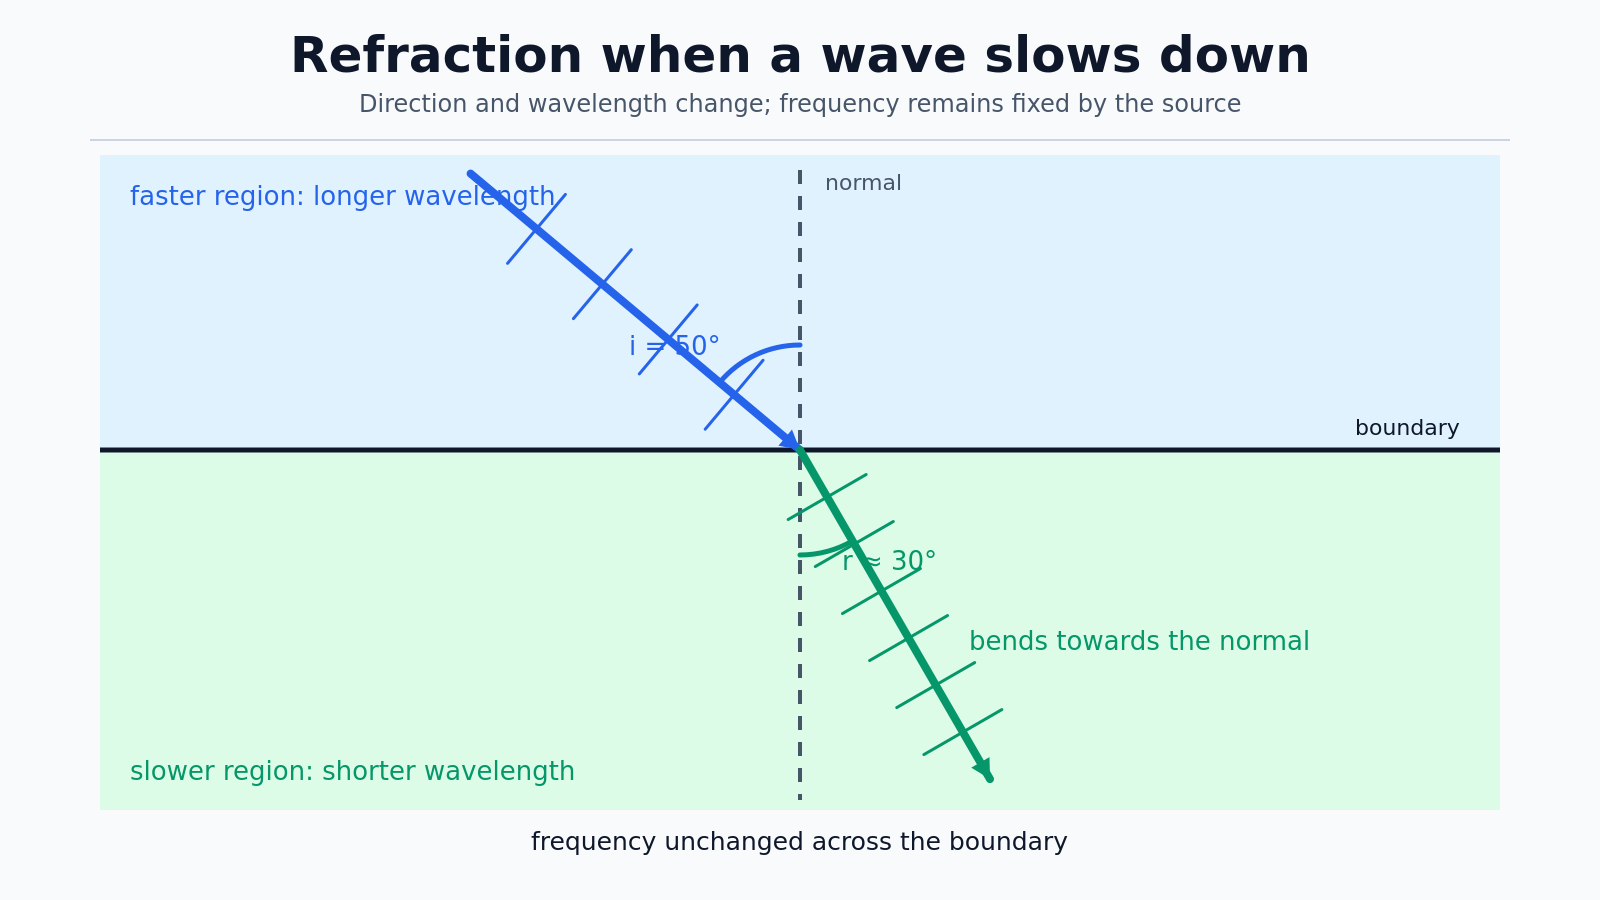 Refraction when a wave slows down
Direction and wavelength change; frequency remains fixed by the source
faster region: longer wavelength
normal
i = 50°
boundary
r ≈ 30°
bends towards the normal
slower region: shorter wavelength
frequency unchanged across the boundary